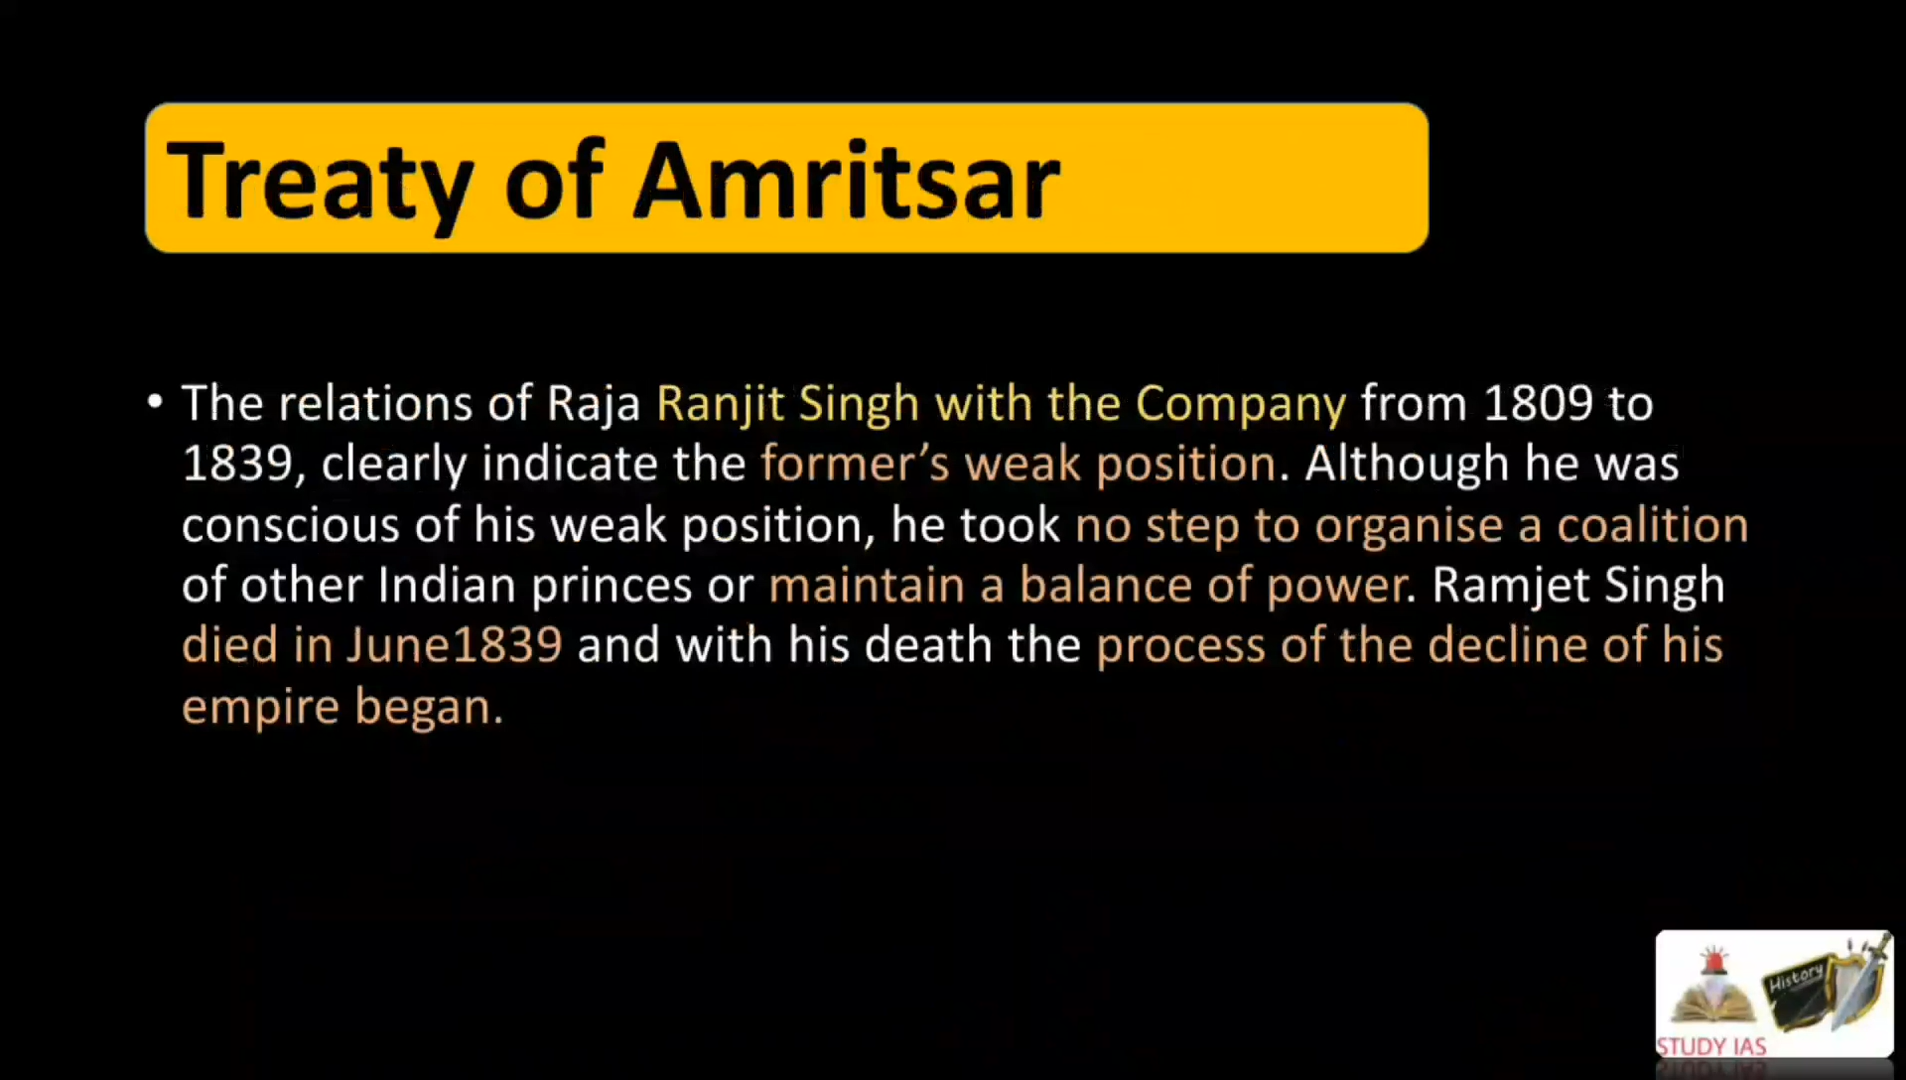 Treaty of Amritsar
• The relations of Raja Ranjit Singh with the Company from 1809 to
1839, clearly indicate the former’s weak position. Although he was
conscious of his weak position, he took no step to organise a coalition
of other Indian princes or maintain a balance of power. Ramjet Singh
died in June1839 and with his death the process of the decline of his
empire began.
History
STUDY IAS